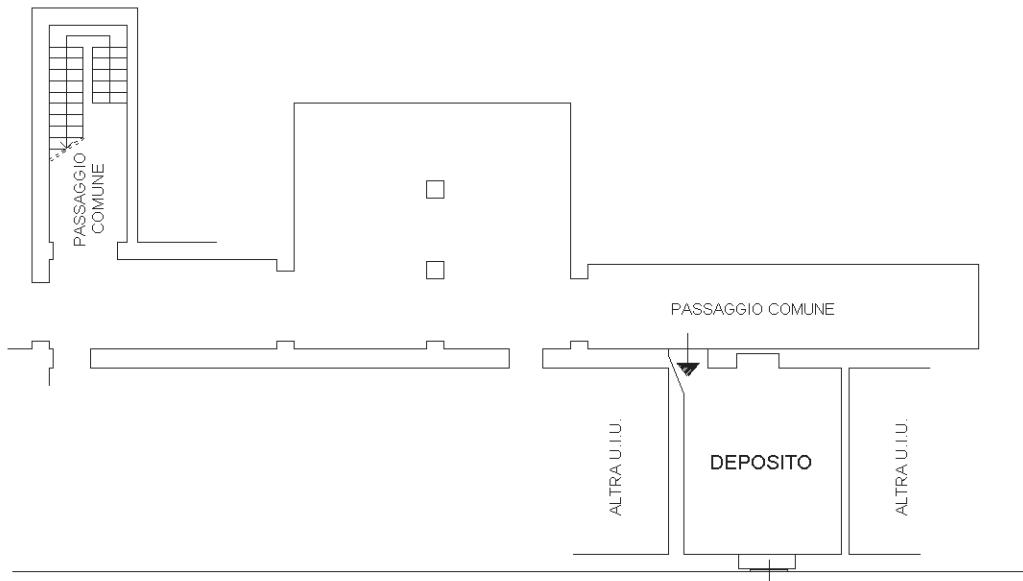 PASSAGGIO
COMUNE
PASSAGGIO COMUNE
ALTRA U.I.U.
DEPOSITO
ALTRA U.I.U.